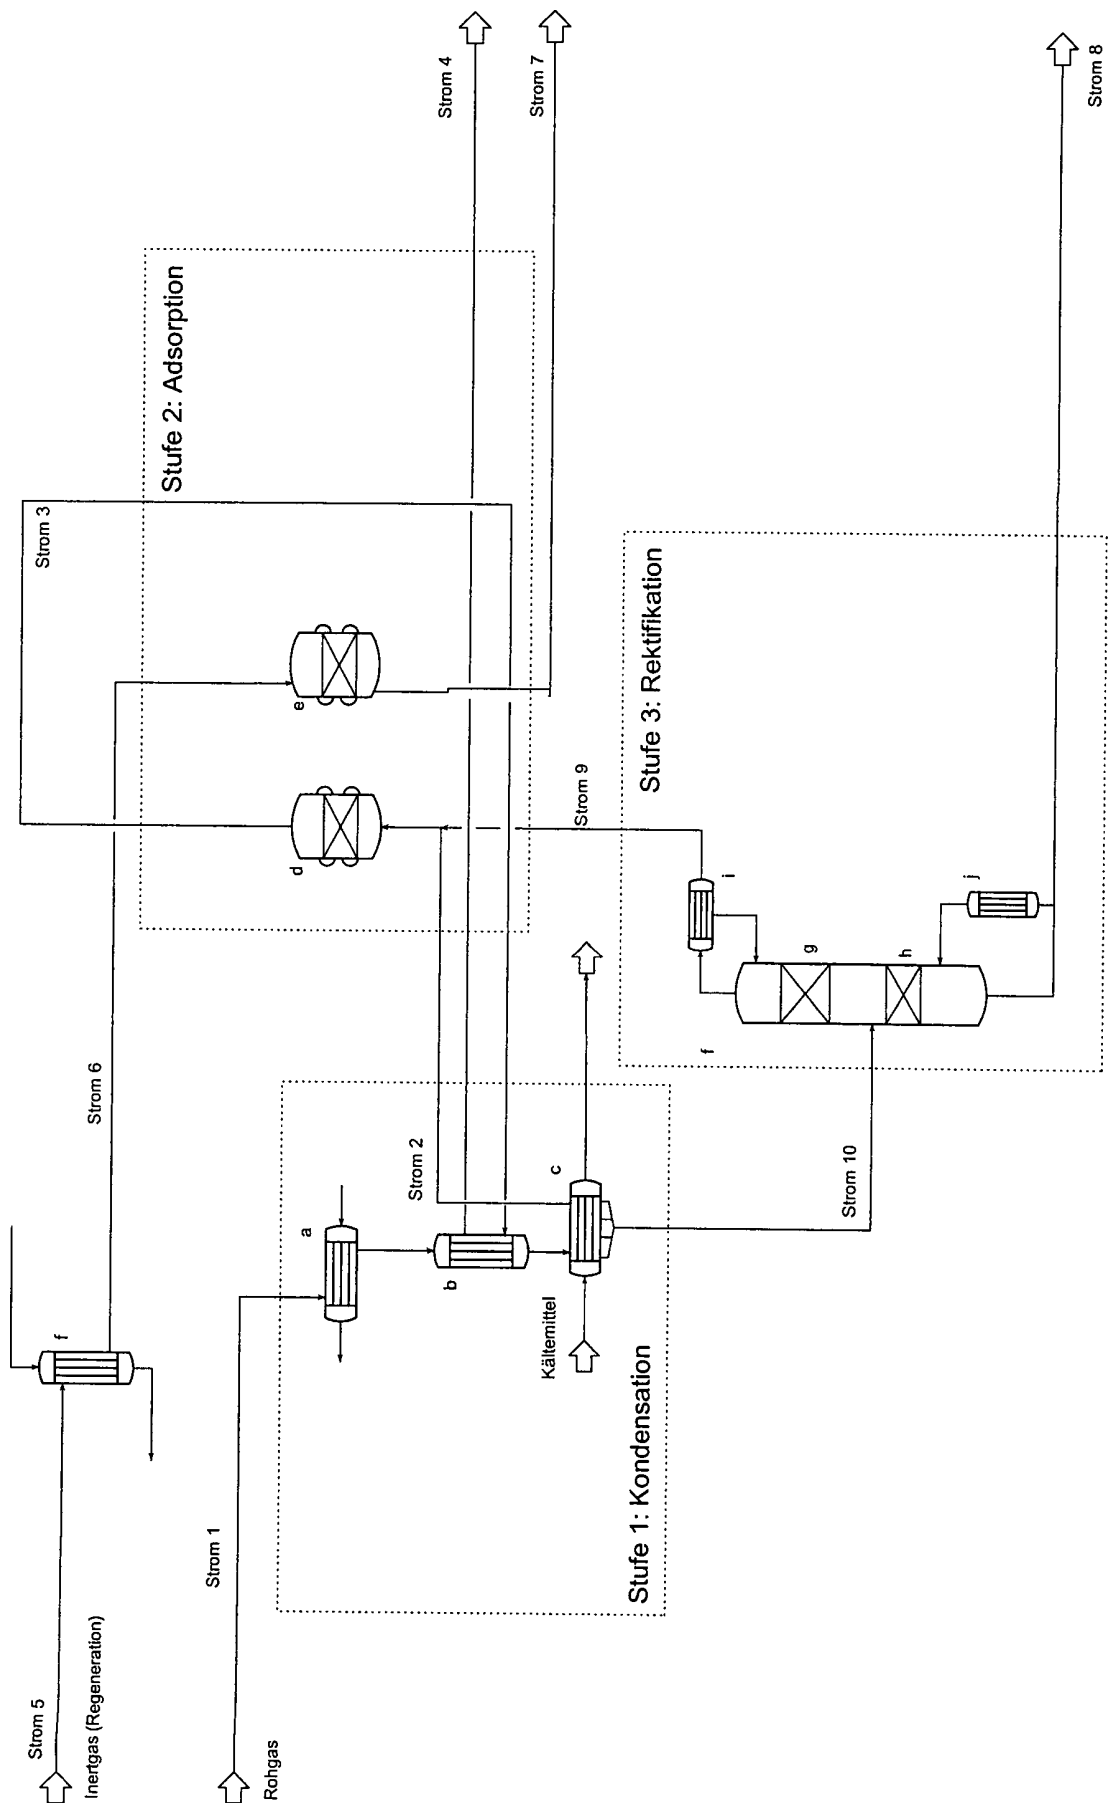 Strom 5
Inertgas (Regeneration)
f
Strom 6
Strom 3
Strom 1
Rohgas
Stufe 1: Kondensation
a
b
c
Kältemittel
Strom 2
Stufe 2: Adsorption
d
e
Strom 4
Strom 7
Strom 9
Strom 10
Stufe 3: Rektifikation
f
g
h
i
j
Strom 8